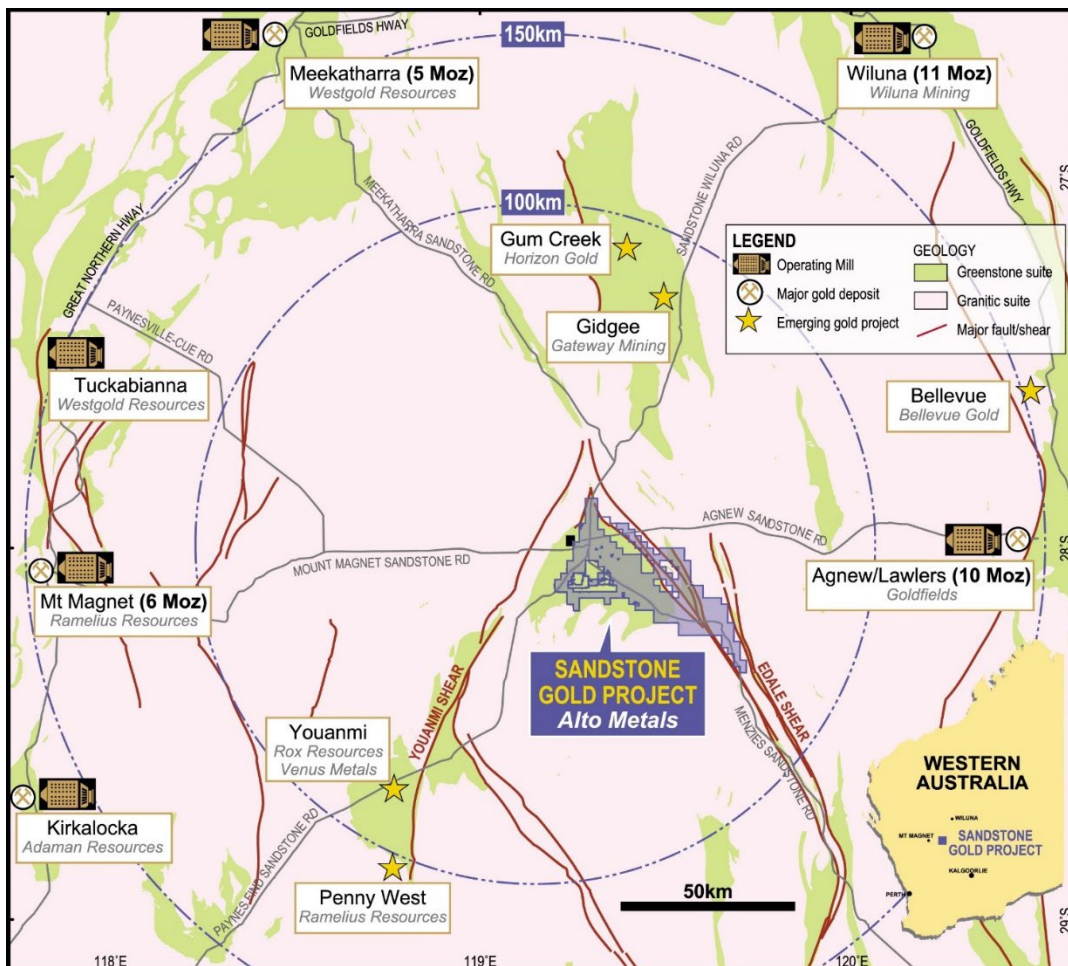 GOLDFIELDS HWY
150km
Meekatharra (5 Moz)
Westgold Resources
Wiluna (11 Moz)
Wiluna Mining
GOLDFIELDS HWY
27°S
MEEKATHARRA SANDSTONE RD
SANDSTONE WILUNA RD
GREAT NORTHERN HWY
100km
Gum Creek
Horizon Gold
LEGEND
Operating Mill
Major gold deposit
Emerging gold project
GEOLOGY
Greenstone suite
Granitic suite
Major fault/shear
PAYNESVILLE-CUE RD
Gidgee
Gateway Mining
Tuckabianna
Westgold Resources
Bellevue
Bellevue Gold
AGNEW SANDSTONE RD
MOUNT MAGNET SANDSTONE RD
28°S
Mt Magnet (6 Moz)
Ramelius Resources
Agnew/Lawlers (10 Moz)
Goldfields
SANDSTONE
GOLD PROJECT
Alto Metals
YOUANMI SHEAR
EDALE SHEAR
MENZIES SANDSTONE RD
Youanmi
Rox Resources
Venus Metals
Kirkalocka
Adaman Resources
PAYNES FIND SANDSTONE RD
Penny West
Ramelius Resources
50km
WESTERN
AUSTRALIA
WILUNA
MT MAGNET
SANDSTONE
GOLD PROJECT
KALGOORLIE
PERTH
29°S
118°E
119°E
120°E